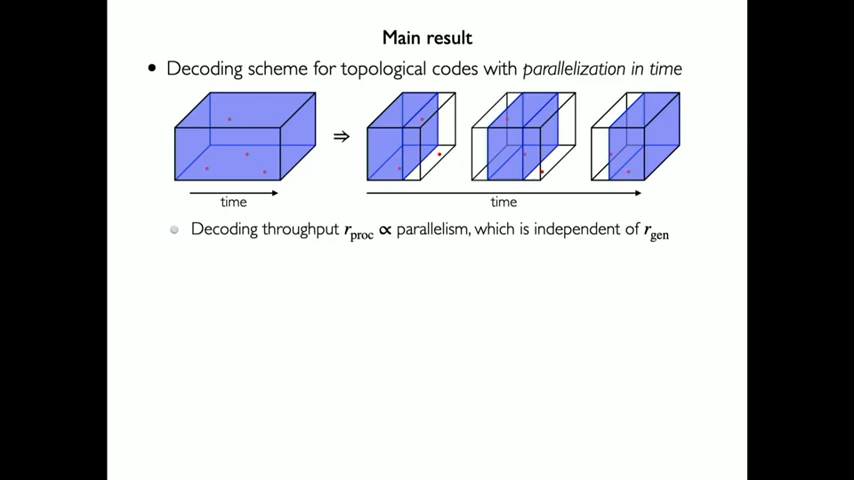 Main result
• Decoding scheme for topological codes with parallelization in time
⇒
time
time
Decoding throughput r_proc ∝ parallelism, which is independent of r_gen